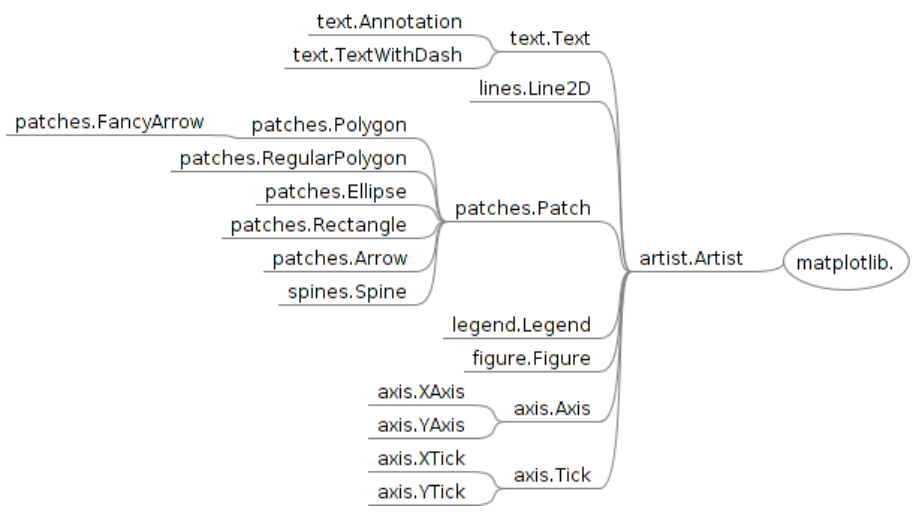 text.Annotation
text.Text
text.TextWithDash
lines.Line2D
patches.FancyArrow
patches.Polygon
patches.RegularPolygon
patches.Ellipse
patches.Patch
patches.Rectangle
patches.Arrow
artist.Artist
matplotlib.
spines.Spine
legend.Legend
figure.Figure
axis.XAxis
axis.Axis
axis.YAxis
axis.XTick
axis.Tick
axis.YTick